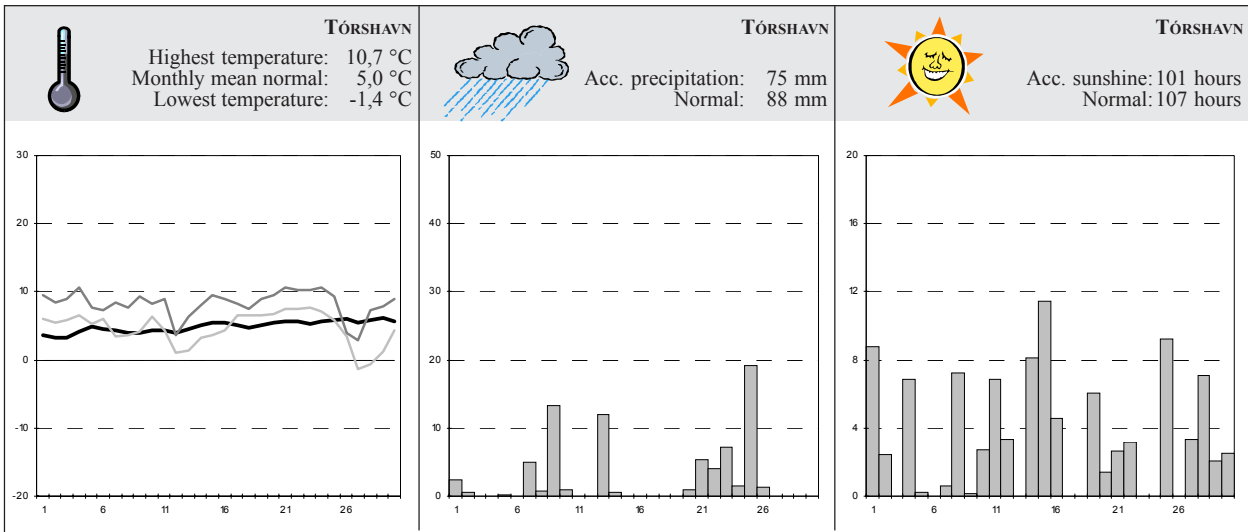 TÓRSHAVN
Highest temperature: 10,7 °C
Monthly mean normal: 5,0 °C
Lowest temperature: -1,4 °C
30
20
10
0
-10
-20
1 6 11 16 21 26
TÓRSHAVN
Acc. precipitation: 75 mm
Normal: 88 mm
50
40
30
20
10
0
1 6 11 16 21 26
TÓRSHAVN
Acc. sunshine: 101 hours
Normal: 107 hours
20
16
12
8
4
0
1 6 11 16 21 26